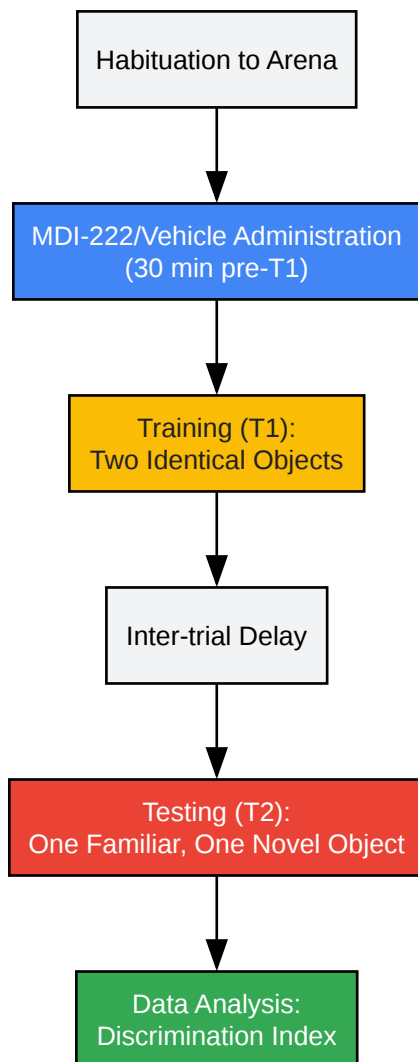 Habituation to Arena
MDI-222/Vehicle Administration
(30 min pre-T1)
Training (T1):
Two Identical Objects
Inter-trial Delay
Testing (T2):
One Familiar, One Novel Object
Data Analysis:
Discrimination Index